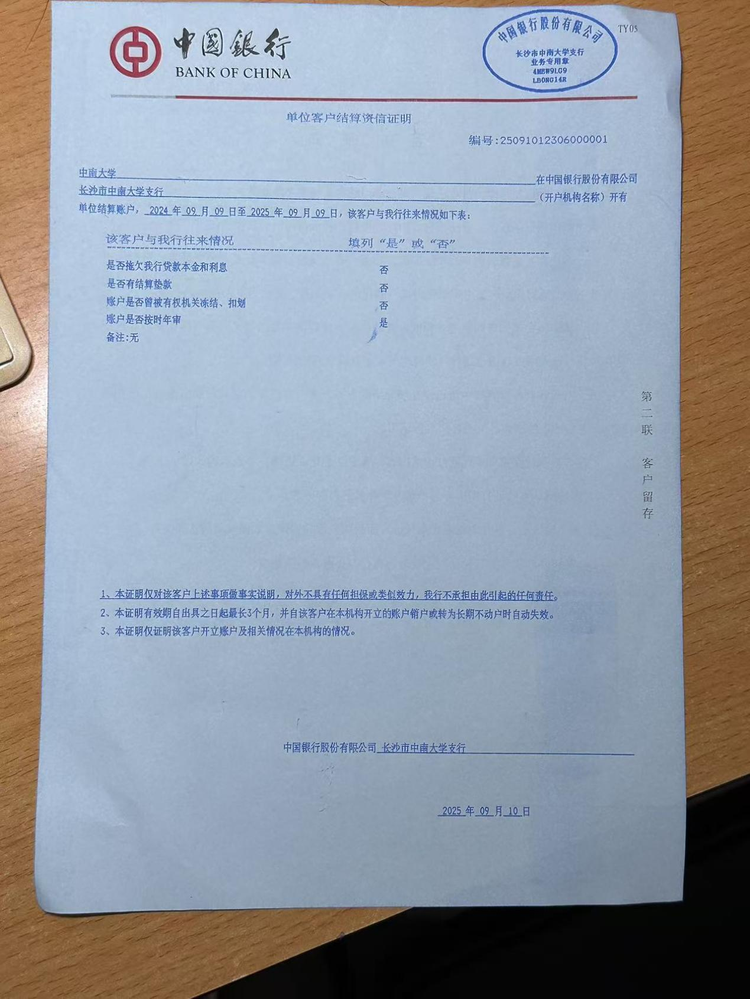 中國銀行
BANK OF CHINA
中国银行股份有限公司
长沙市中南大学支行
业务专用章
4MEW9LG9
LBONG14R
TY05
单位客户结算资信证明
编号:25091012306000001
中南大学 在中国银行股份有限公司
长沙市中南大学支行 （开户机构名称）开有
单位结算账户， 2024 年 09 月 09 日至 2025 年 09 月 09 日，该客户与我行往来情况如下表：
该客户与我行往来情况 填列“是”或“否”
是否拖欠我行贷款本金和利息 否
是否有结算垫款 否
账户是否曾被有权机关冻结、扣划 否
账户是否按时年审 是
备注:无
第二联 客户留存
1、本证明仅对该客户上述事项做事实说明，对外不具有任何担保或类似效力，我行不承担由此引起的任何责任。
2、本证明有效期自出具之日起最长3个月，并自该客户在本机构开立的账户销户或转为长期不动户时自动失效。
3、本证明仅证明该客户开立账户及相关情况在本机构的情况。
中国银行股份有限公司 长沙市中南大学支行
2025 年 09 月 10 日